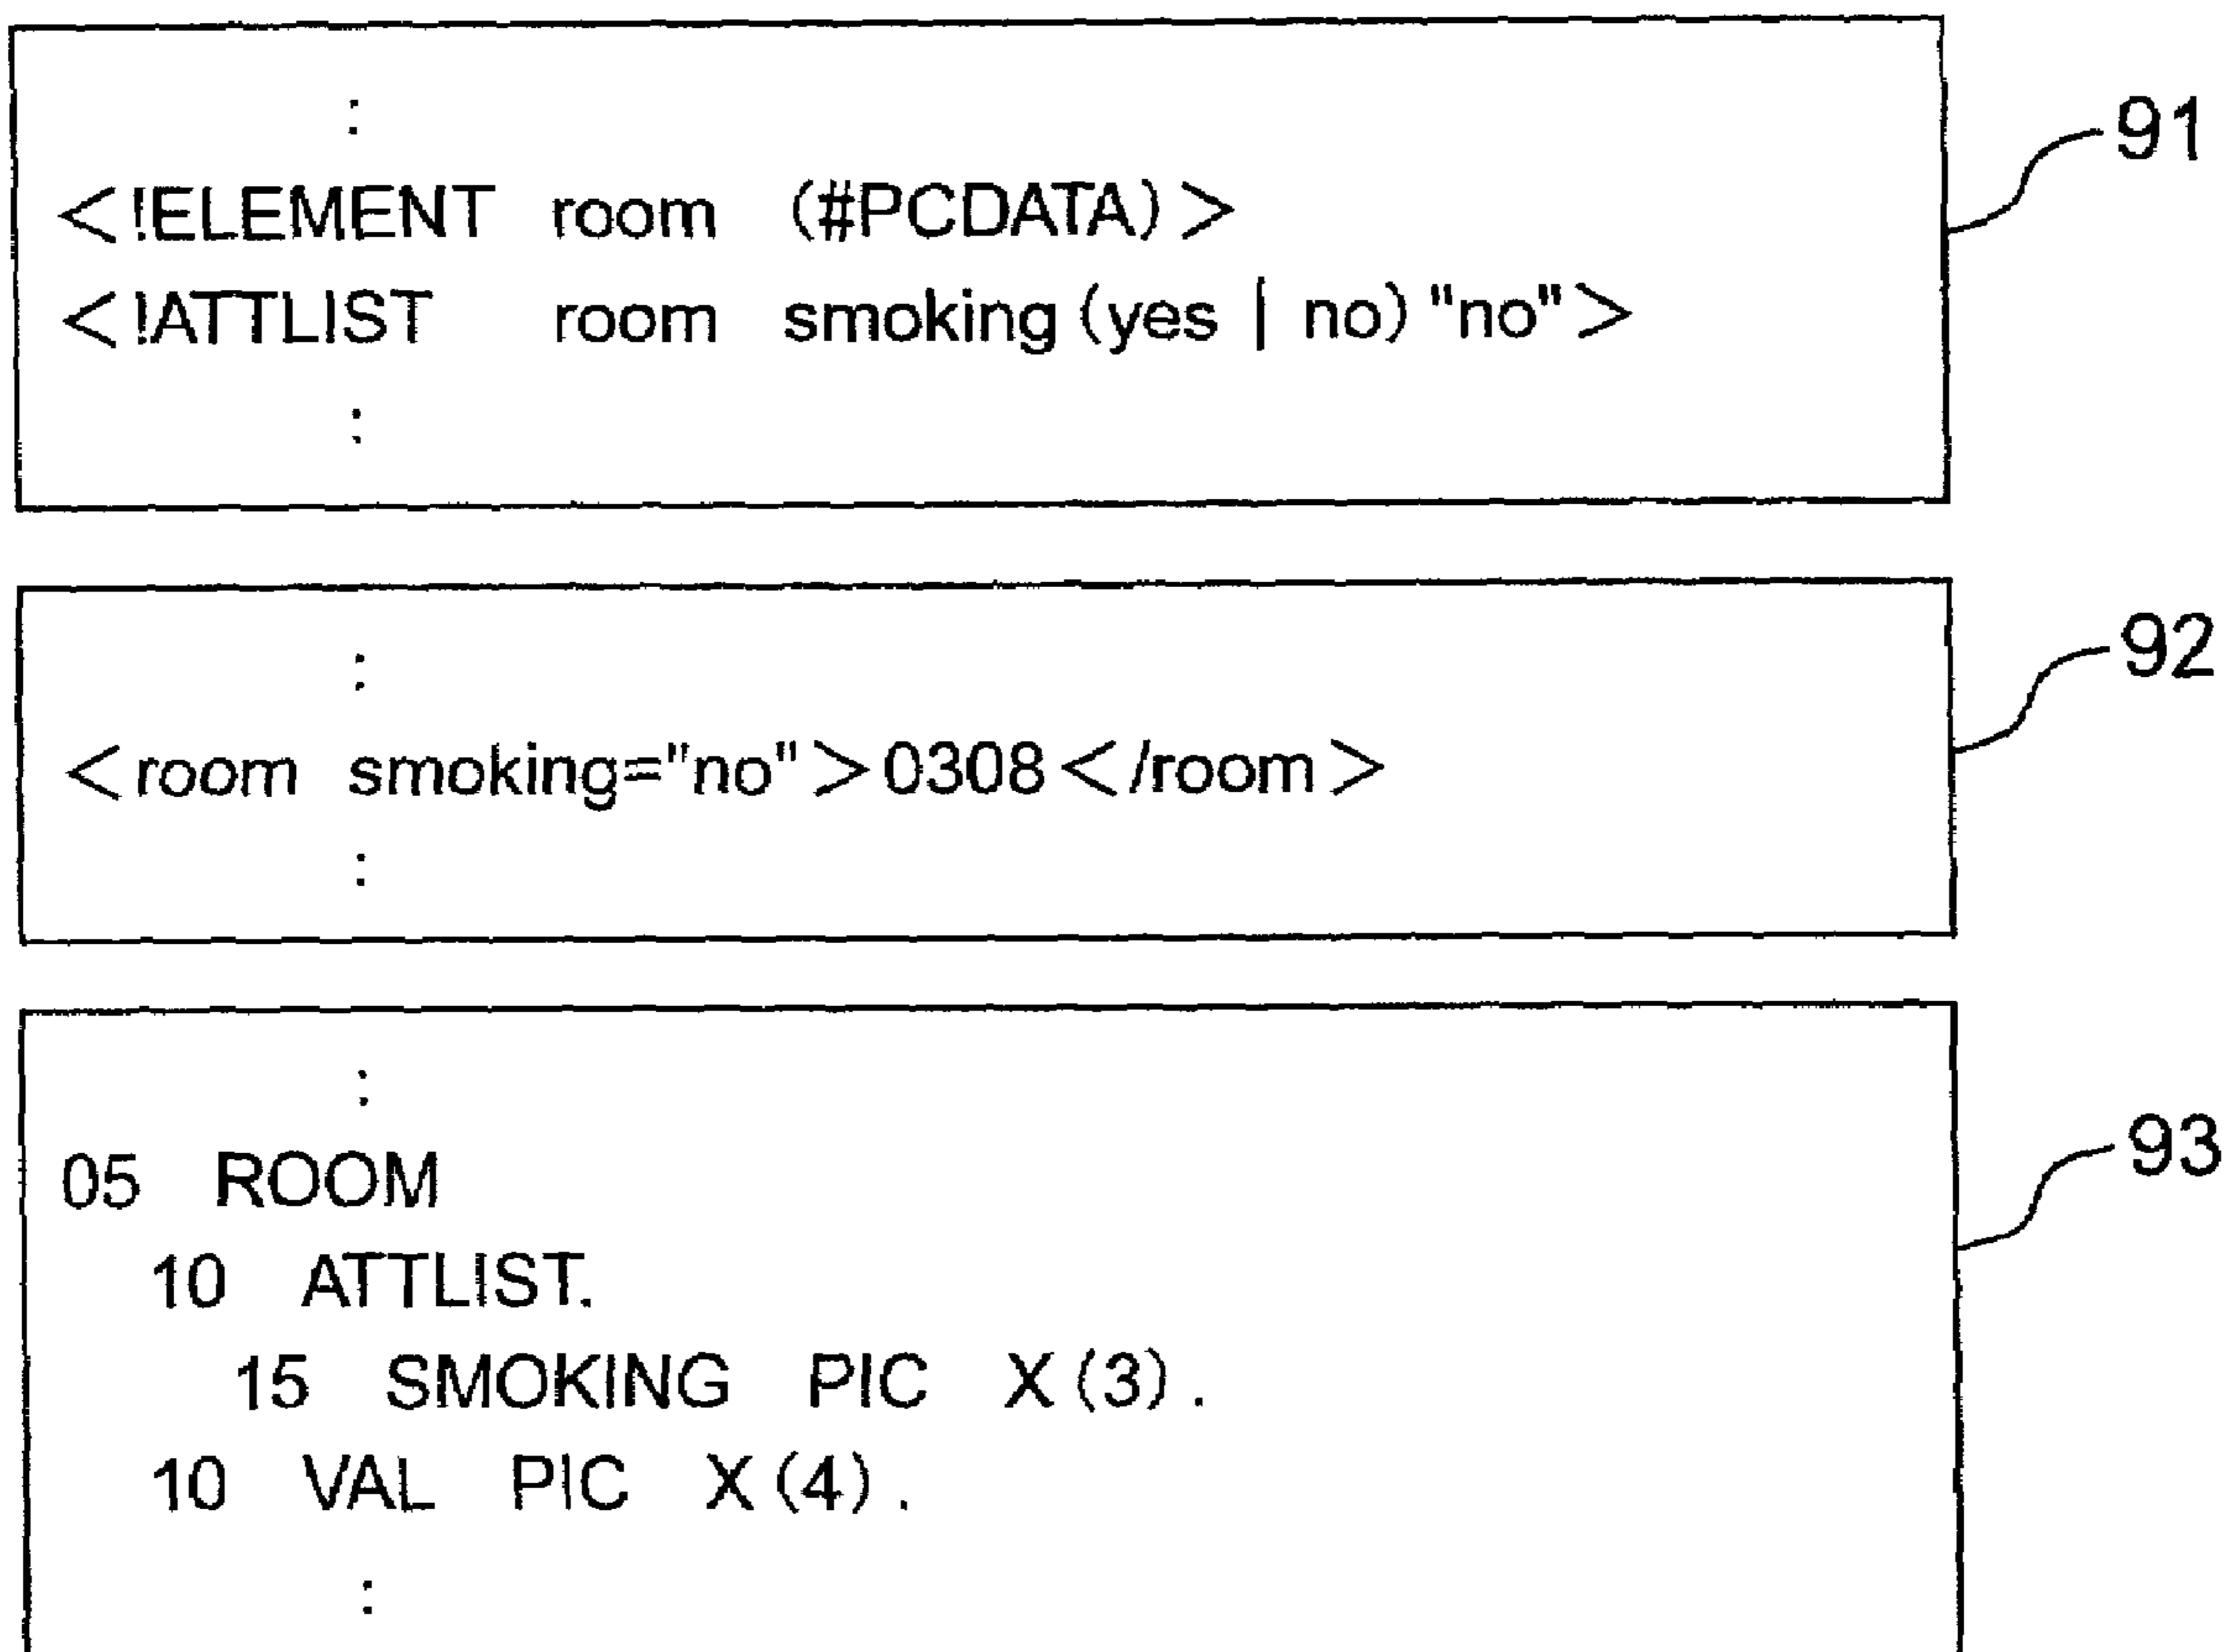 :
<!ELEMENT room (#PCDATA)>
<!ATTLIST room smoking (yes | no) "no">
:
91
:
<room smoking="no">0308</room>
:
92
:
05 ROOM
10 ATTLIST.
15 SMOKING PIC X(3).
10 VAL PIC X(4).
:
93